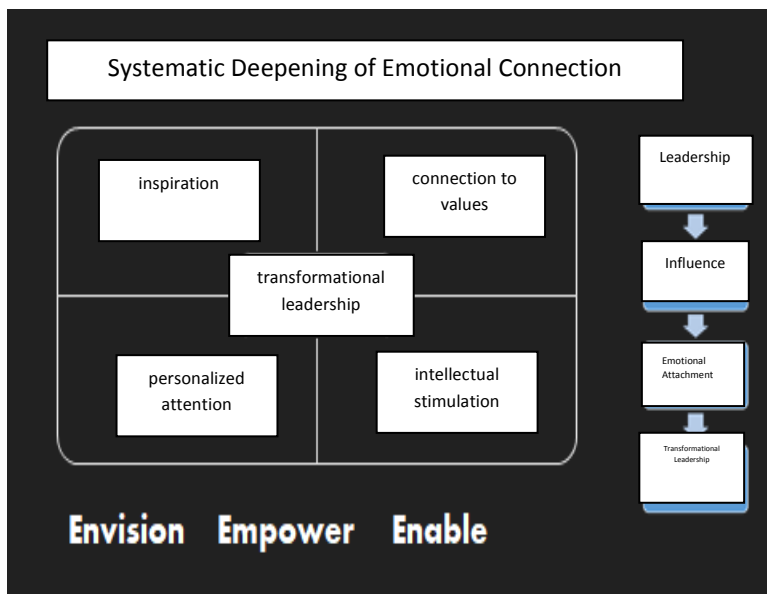 Systematic Deepening of Emotional Connection
inspiration
connection to
values
transformational
leadership
personalized
attention
intellectual
stimulation
Leadership
Influence
Emotional
Attachment
Transformational
Leadership
Envision Empower Enable